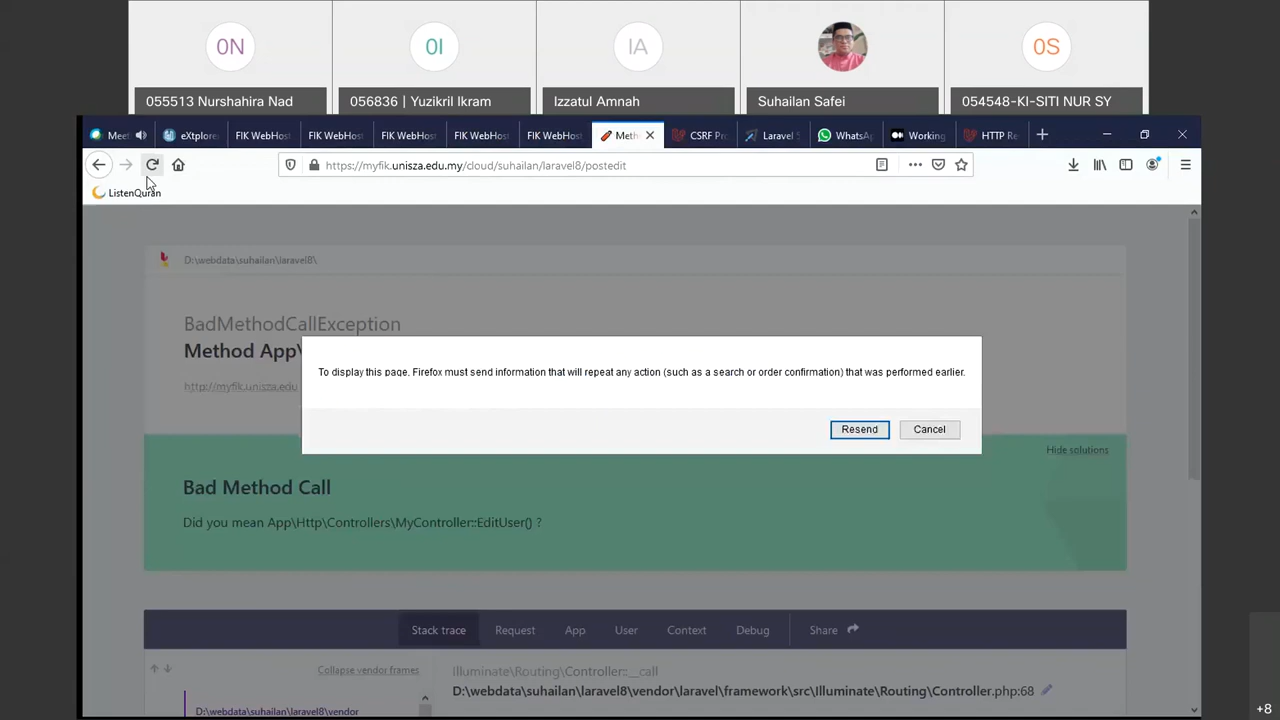 0N
0I
IA
0S
055513 Nurshahira Nad
056836 | Yuzikril Ikram
Izzatul Amnah
Suhailan Safei
054548-KI-SITI NUR SY
Meet
eXplore
FIK WebHost
FIK WebHost
FIK WebHost
FIK WebHost
FIK WebHost
Meth
CSRF Pr
Laravel
WhatsA
Working
HTTP Re
https://myfik.unisza.edu.my/cloud/suhailan/laravel8/postedit
ListenQuran
D:\webdata\suhailan\laravel8\
BadMethodCallException
Method App\
http://myfik.unisza.edu
To display this page, Firefox must send information that will repeat any action (such as a search or order confirmation) that was performed earlier.
Resend
Cancel
Hide solutions
Bad Method Call
Did you mean App\Http\Controllers\MyController::EditUser() ?
Stack trace
Request
App
User
Context
Debug
Share
Collapse vendor frames
Illuminate\Routing\Controller::__call
D:\webdata\suhailan\laravel8\vendor\laravel\framework\src\Illuminate\Routing\Controller.php:68
D:\webdata\suhailan\laravel8\vendor
+8